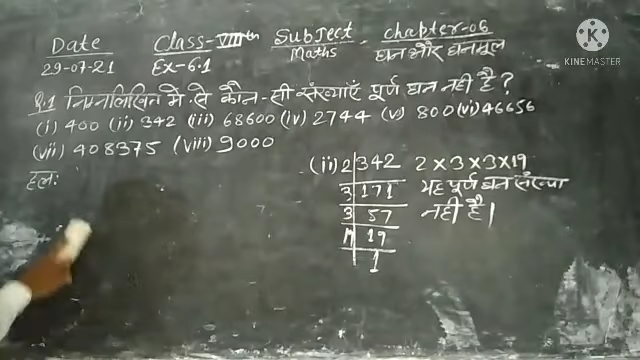 Date Class-VIIIth Subject chapter-06
29-07-21 Ex-6.1 Maths घन और घनमूल
Q.1 निम्नलिखित में से कौन-सी संख्याएँ पूर्ण घन नहीं है?
(i) 400 (ii) 342 (iii) 68600 (iv) 2744 (v) 800 (vi) 46656
(vii) 408375 (viii) 9000
हल:
(ii) 2 342 2×3×3×19
3 171 यह पूर्ण घन संख्या
3 57 नहीं है।
19 19
1
K
KINEMASTER